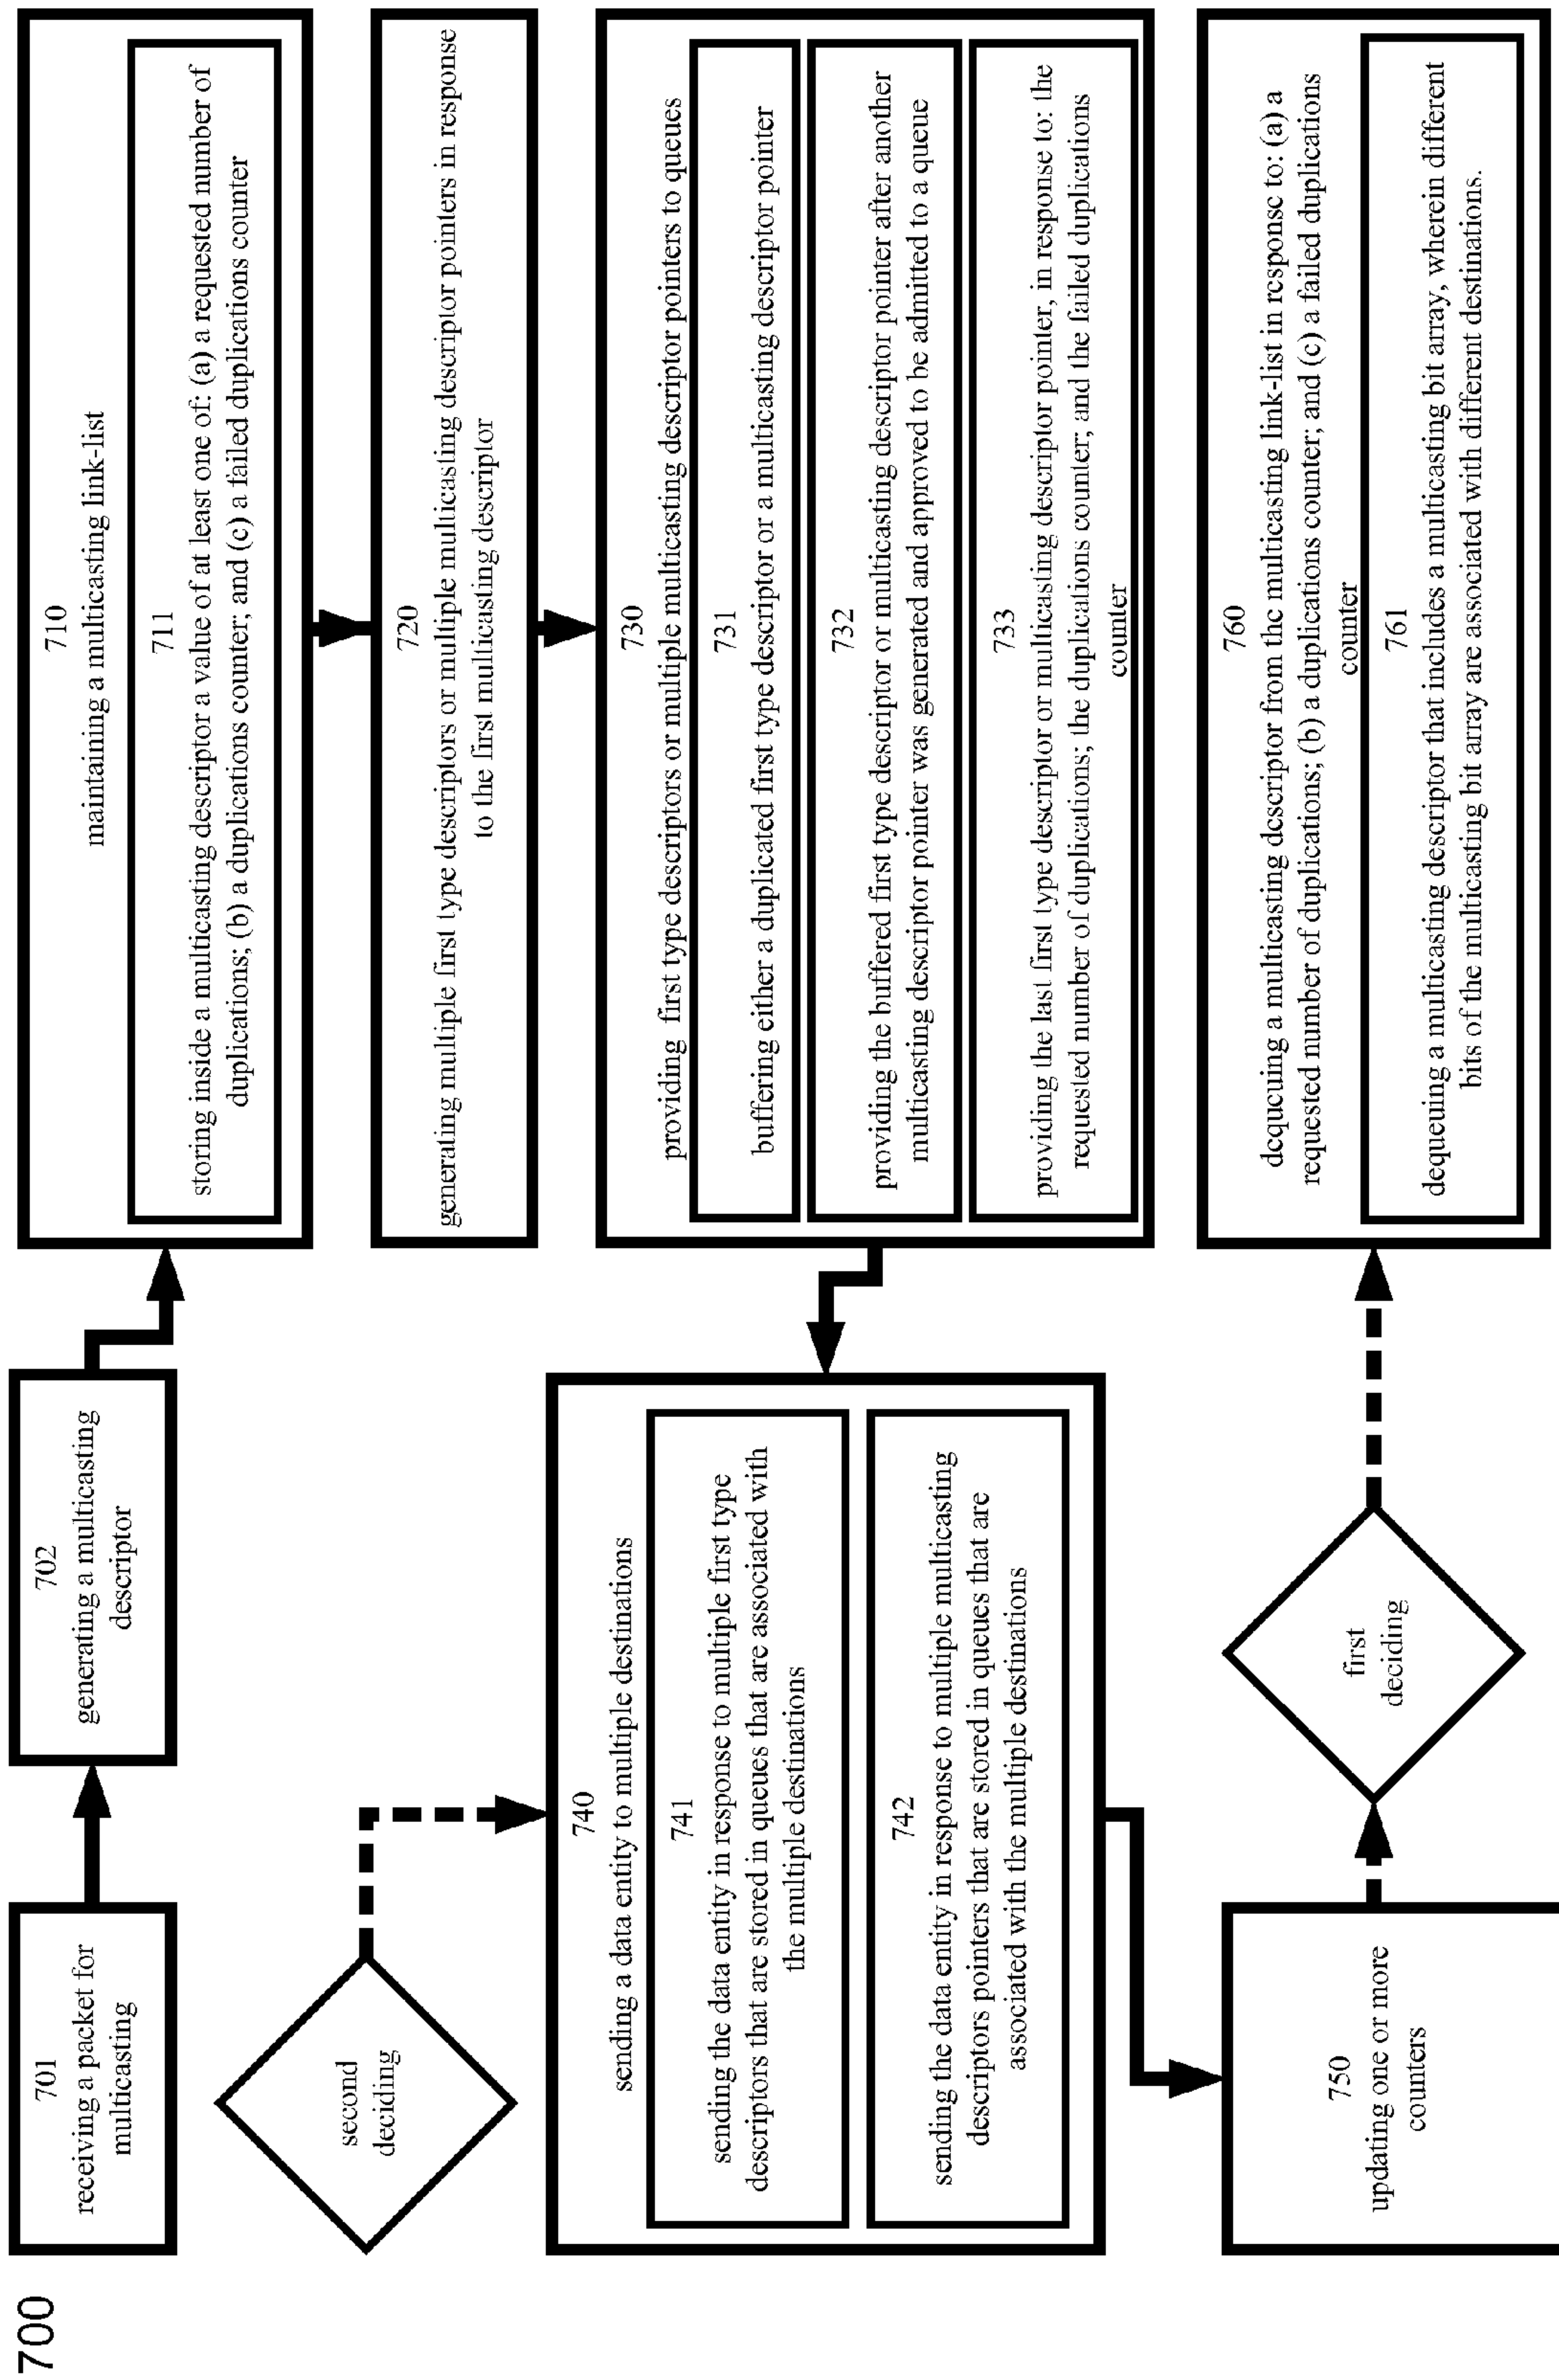 700
701
receiving a packet for
multicasting
702
generating a multicasting
descriptor
710
maintaining a multicasting link-list
711
storing inside a multicasting descriptor a value of at least one of: (a) a requested number of
duplications; (b) a duplications counter; and (c) a failed duplications counter
720
generating multiple first type descriptors or multiple multicasting descriptor pointers in response
to the first multicasting descriptor
730
providing first type descriptors or multiple multicasting descriptor pointers to queues
731
buffering either a duplicated first type descriptor or a multicasting descriptor pointer
732
providing the buffered first type descriptor or multicasting descriptor pointer after another
multicasting descriptor pointer was generated and approved to be admitted to a queue
733
providing the last first type descriptor or multicasting descriptor pointer, in response to: the
requested number of duplications; the duplications counter; and the failed duplications
counter
second
deciding
740
sending a data entity to multiple destinations
741
sending the data entity in response to multiple first type
descriptors that are stored in queues that are associated with
the multiple destinations
742
sending the data entity in response to multiple multicasting
descriptors pointers that are stored in queues that are
associated with the multiple destinations
750
updating one or more
counters
first
deciding
760
dequeuing a multicasting descriptor from the multicasting link-list in response to: (a) a
requested number of duplications; (b) a duplications counter; and (c) a failed duplications
counter
761
dequeuing a multicasting descriptor that includes a multicasting bit array, wherein different
bits of the multicasting bit array are associated with different destinations.